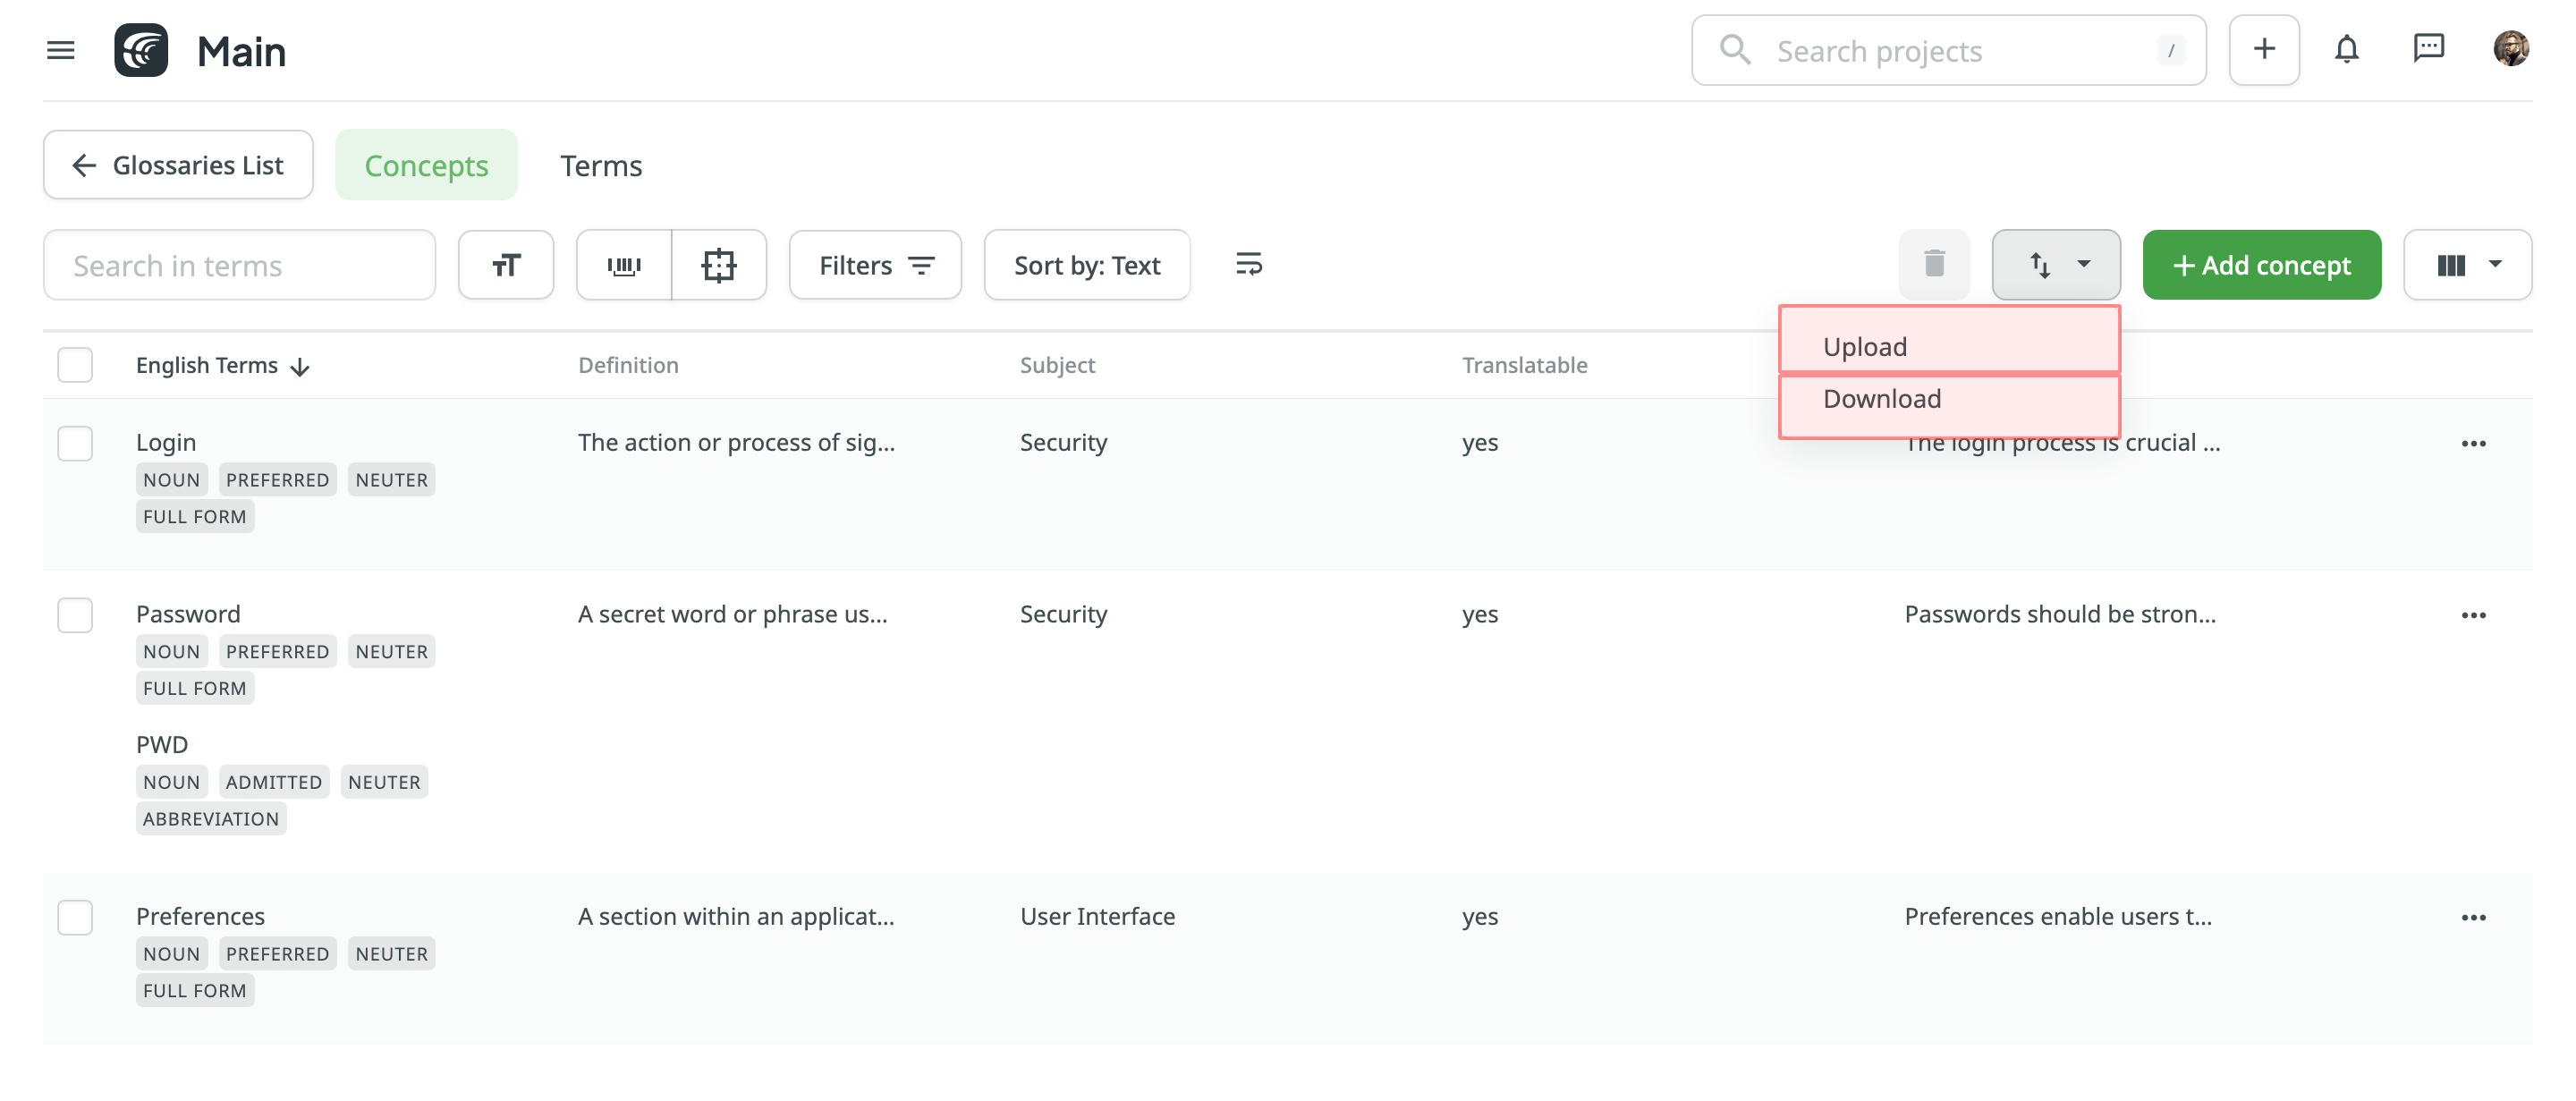 Main
Search projects /
Glossaries List Concepts Terms
Search in terms Filters Sort by: Text + Add concept
Upload
Download
English Terms Definition Subject Translatable
Login The action or process of sig... Security yes The login process is crucial ...
NOUN PREFERRED NEUTER
FULL FORM
Password A secret word or phrase us... Security yes Passwords should be stron...
NOUN PREFERRED NEUTER
FULL FORM
PWD
NOUN ADMITTED NEUTER
ABBREVIATION
Preferences A section within an applicat... User Interface yes Preferences enable users t...
NOUN PREFERRED NEUTER
FULL FORM